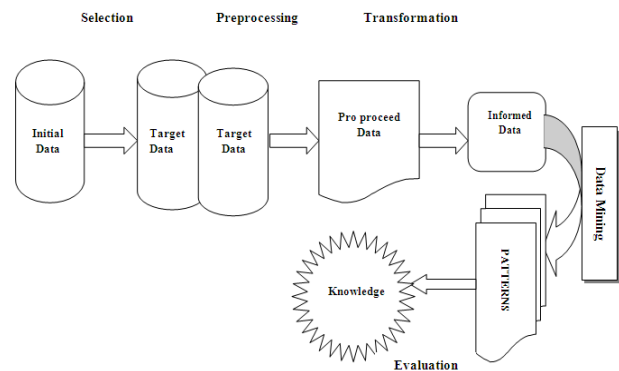 Selection Preprocessing Transformation
Initial
Data
Target
Data
Target
Data
Pro proceed
Data
Informed
Data
Data Mining
PATTERNS
Knowledge
Evaluation